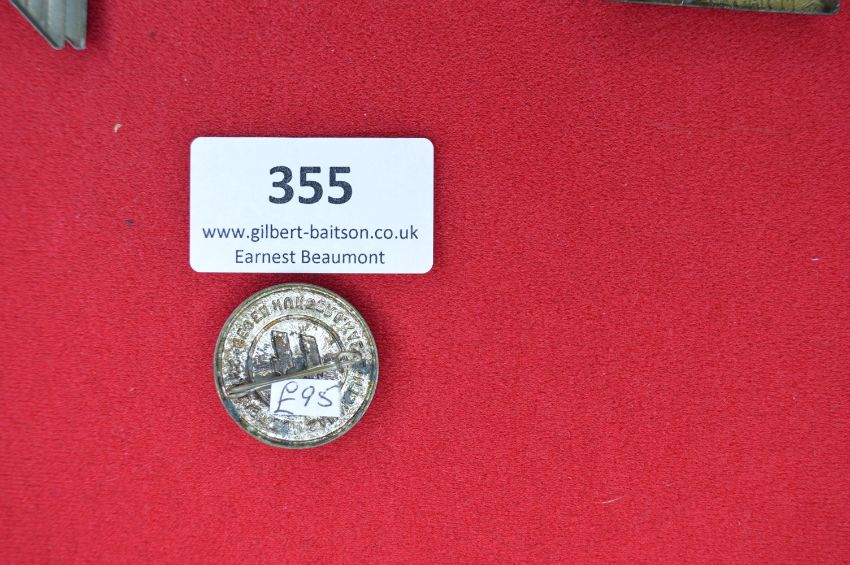 355
www.gilbert-baitson.co.uk
Earnest Beaumont
£95